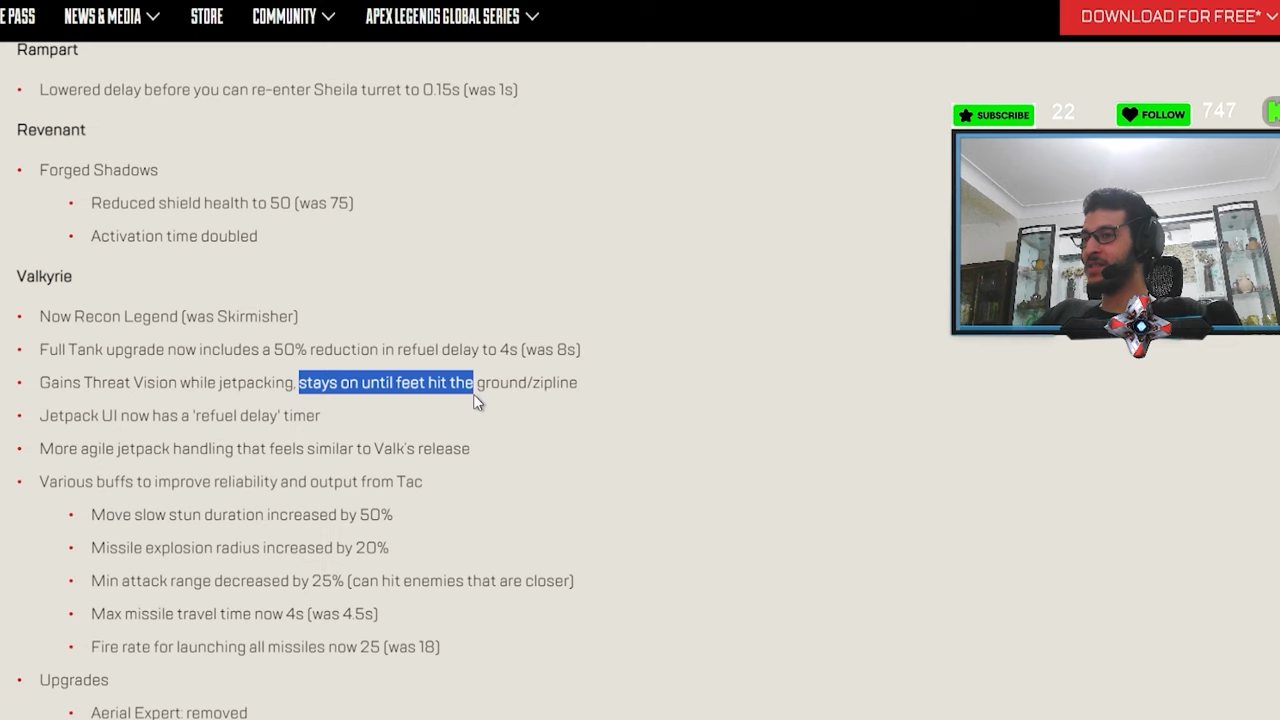 E PASS
NEWS & MEDIA
STORE
COMMUNITY
APEX LEGENDS GLOBAL SERIES
DOWNLOAD FOR FREE*
Rampart
• Lowered delay before you can re-enter Sheila turret to 0.15s (was 1s)
SUBSCRIBE 22
FOLLOW 747
Revenant
• Forged Shadows
• Reduced shield health to 50 (was 75)
• Activation time doubled
Valkyrie
• Now Recon Legend (was Skirmisher)
• Full Tank upgrade now includes a 50% reduction in refuel delay to 4s (was 8s)
• Gains Threat Vision while jetpacking, stays on until feet hit the ground/zipline
• Jetpack UI now has a 'refuel delay' timer
• More agile jetpack handling that feels similar to Valk's release
• Various buffs to improve reliability and output from Tac
• Move slow stun duration increased by 50%
• Missile explosion radius increased by 20%
• Min attack range decreased by 25% (can hit enemies that are closer)
• Max missile travel time now 4s (was 4.5s)
• Fire rate for launching all missiles now 25 (was 18)
• Upgrades
• Aerial Expert: removed